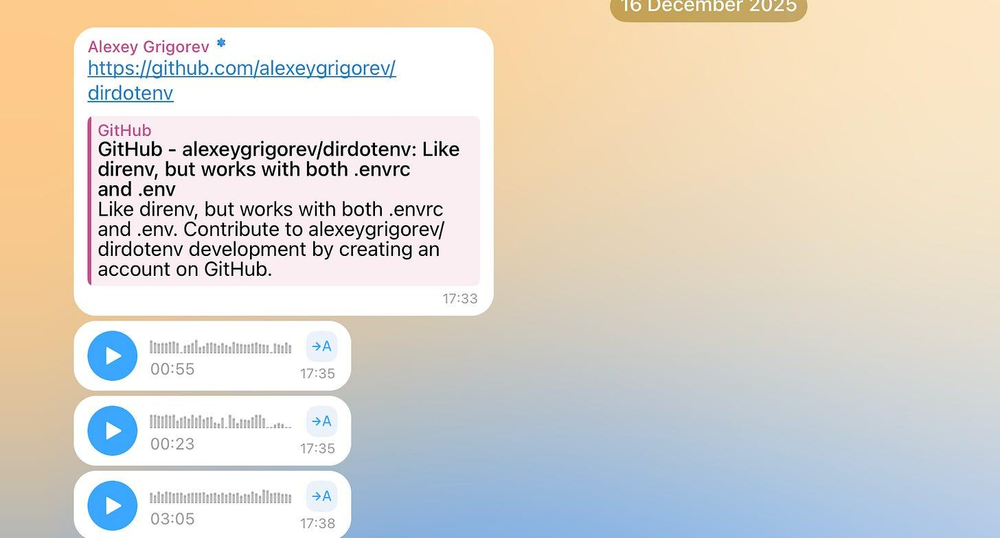 16 December 2025
Alexey Grigorev
https://github.com/alexeygrigorev/
dirdotenv
GitHub
GitHub - alexeygrigorev/dirdotenv: Like
direnv, but works with both .envrc
and .env
Like direnv, but works with both .envrc
and .env. Contribute to alexeygrigorev/
dirdotenv development by creating an
account on GitHub.
17:33
→A
00:55
17:35
→A
00:23
17:35
→A
03:05
17:38